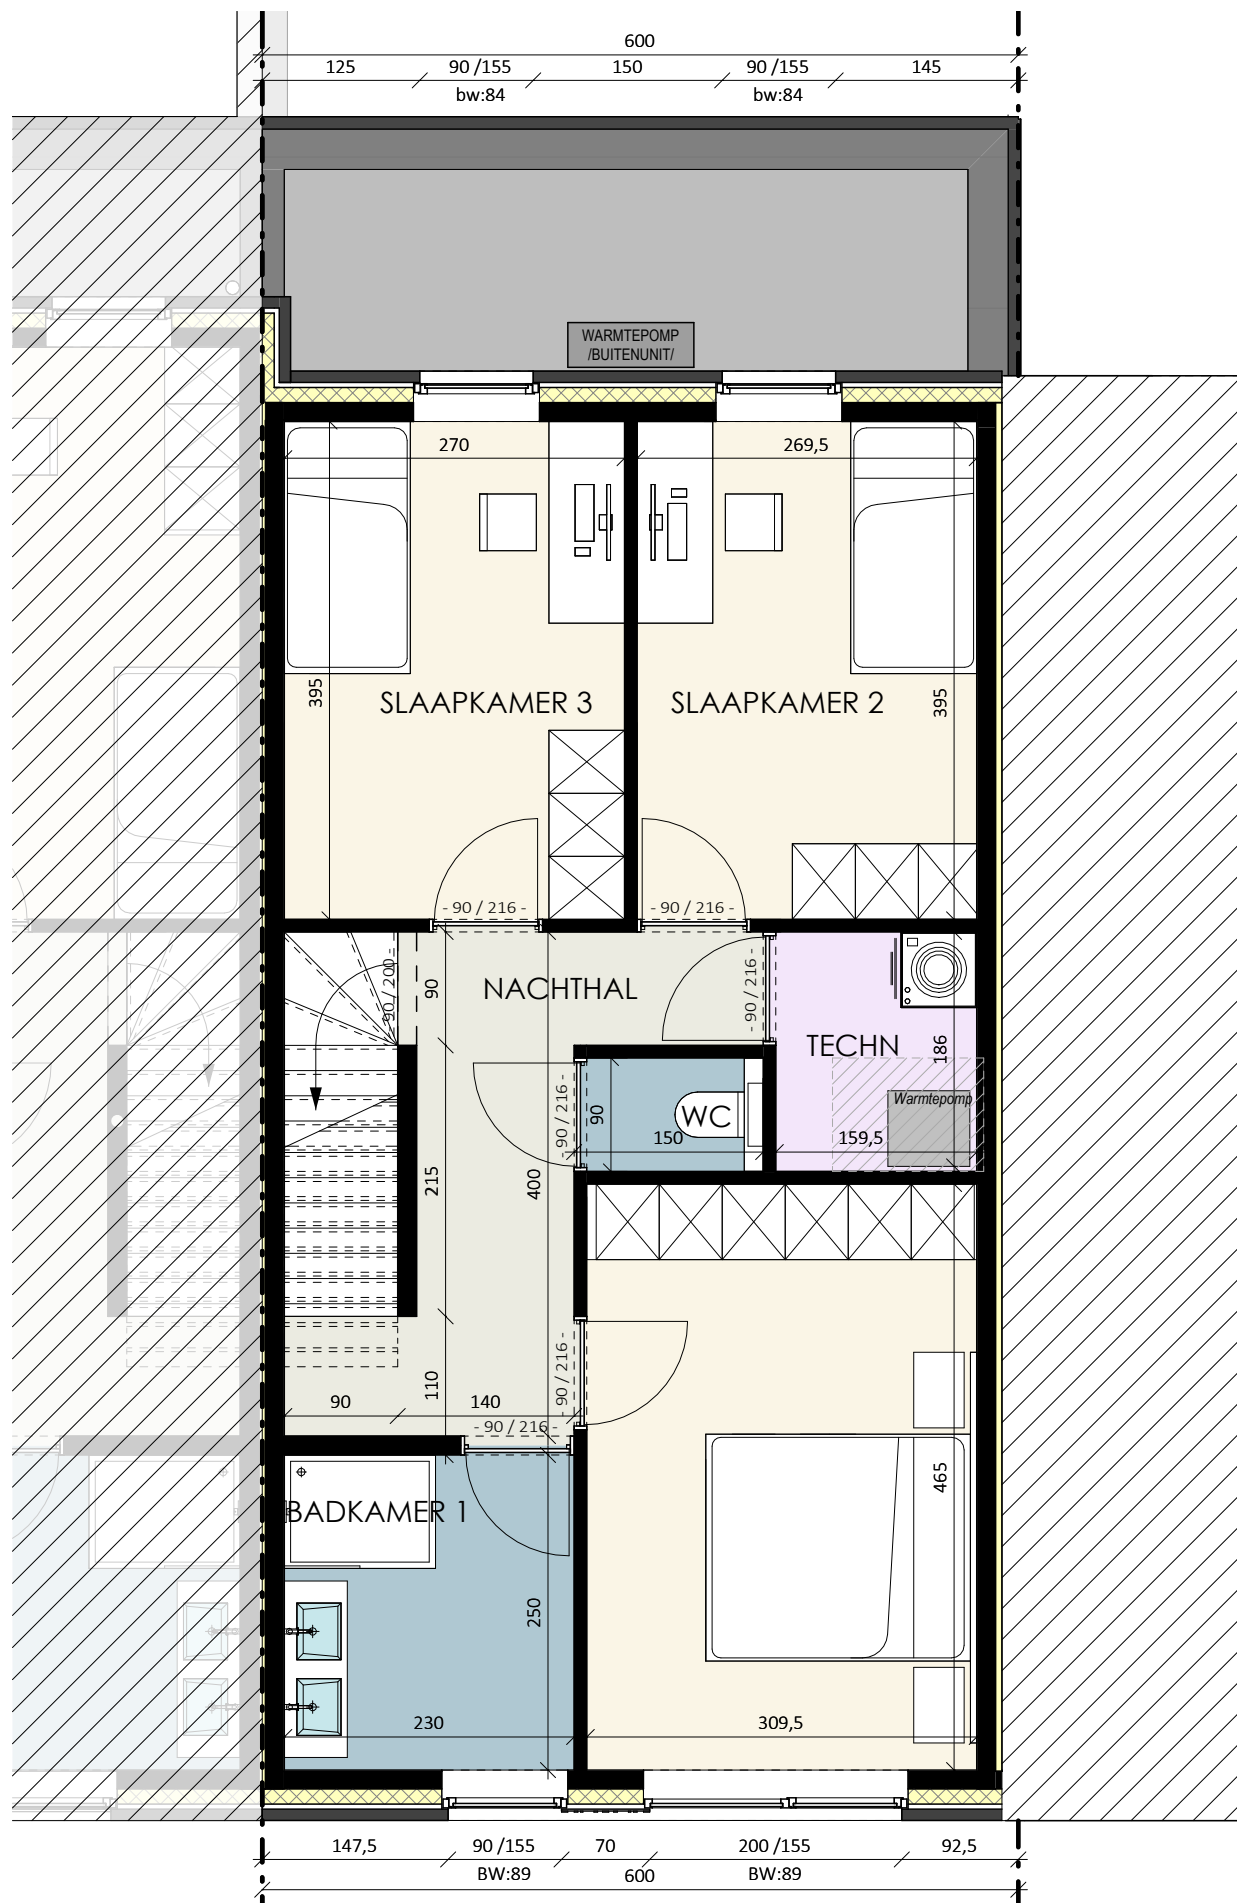 600
125
90 /155
150
90 /155
145
bw:84
bw:84
WARMTEPOMP
/BUITENUNIT/
270
269,5
395
SLAAPKAMER 3
SLAAPKAMER 2
395
- 90 / 216 -
- 90 / 216 -
- 90 / 200 -
90
NACHTHAL
- 90 / 216 -
TECHN
186
Warmtepomp
- 90 / 216 -
90
WC
150
159,5
215
400
110
- 90 / 216 -
90
140
- 90 / 216 -
BADKAMER 1
465
250
230
309,5
147,5
90 /155
70
200 /155
92,5
BW:89
600
BW:89